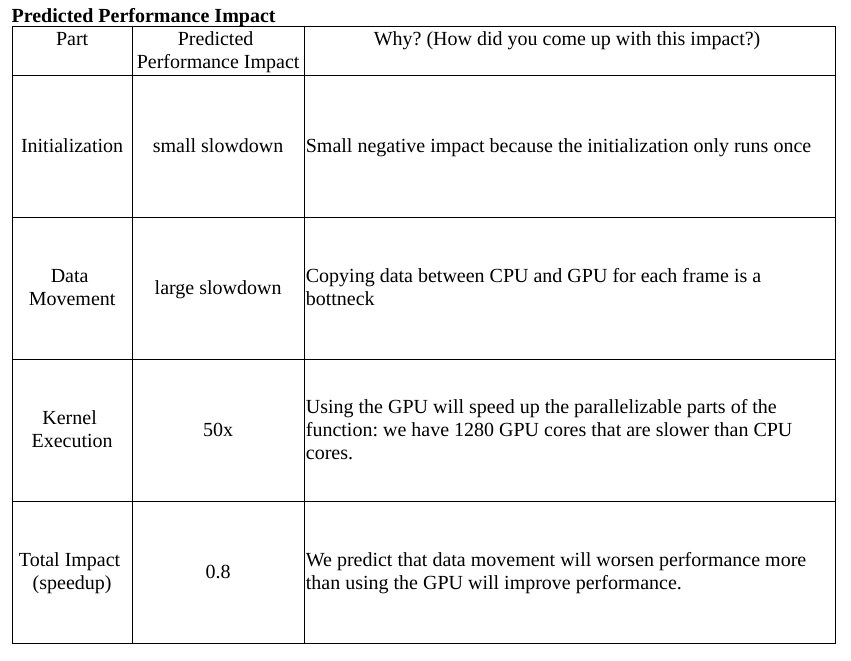 Predicted Performance Impact
Part
Predicted
Performance Impact
Why? (How did you come up with this impact?)
Initialization
small slowdown
Small negative impact because the initialization only runs once
Data
Movement
large slowdown
Copying data between CPU and GPU for each frame is a
bottneck
Kernel
Execution
50x
Using the GPU will speed up the parallelizable parts of the
function: we have 1280 GPU cores that are slower than CPU
cores.
Total Impact
(speedup)
0.8
We predict that data movement will worsen performance more
than using the GPU will improve performance.